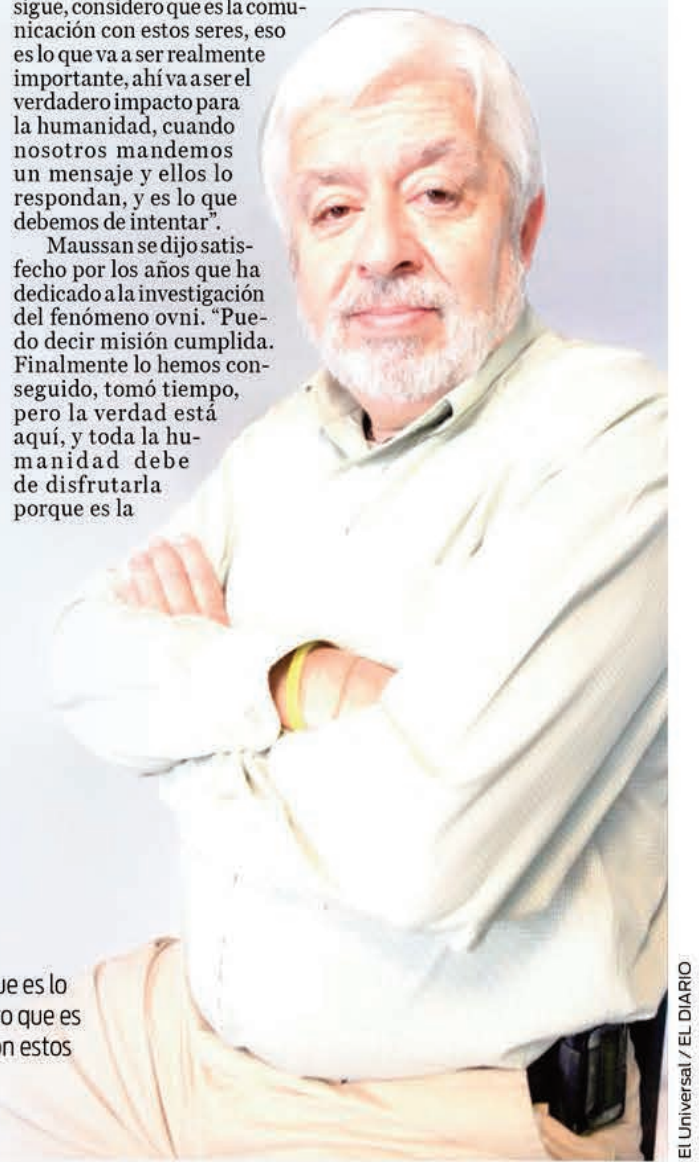 sigue, considero que es la comu-
nicación con estos seres, eso
es lo que va a ser realmente
importante, ahí va a ser el
verdadero impacto para
la humanidad, cuando
nosotros mandemos
un mensaje y ellos lo
respondan, y es lo que
debemos de intentar”.
Maussan se dijo satis-
fecho por los años que ha
dedicado a la investigación
del fenómeno ovni. “Pue-
do decir misión cumplida.
Finalmente lo hemos con-
seguido, tomó tiempo,
pero la verdad está
aquí, y toda la hu-
manidad debe
de disfrutarla
porque es la
ue es lo
o que es
on estos
El Universal / EL DIARIO